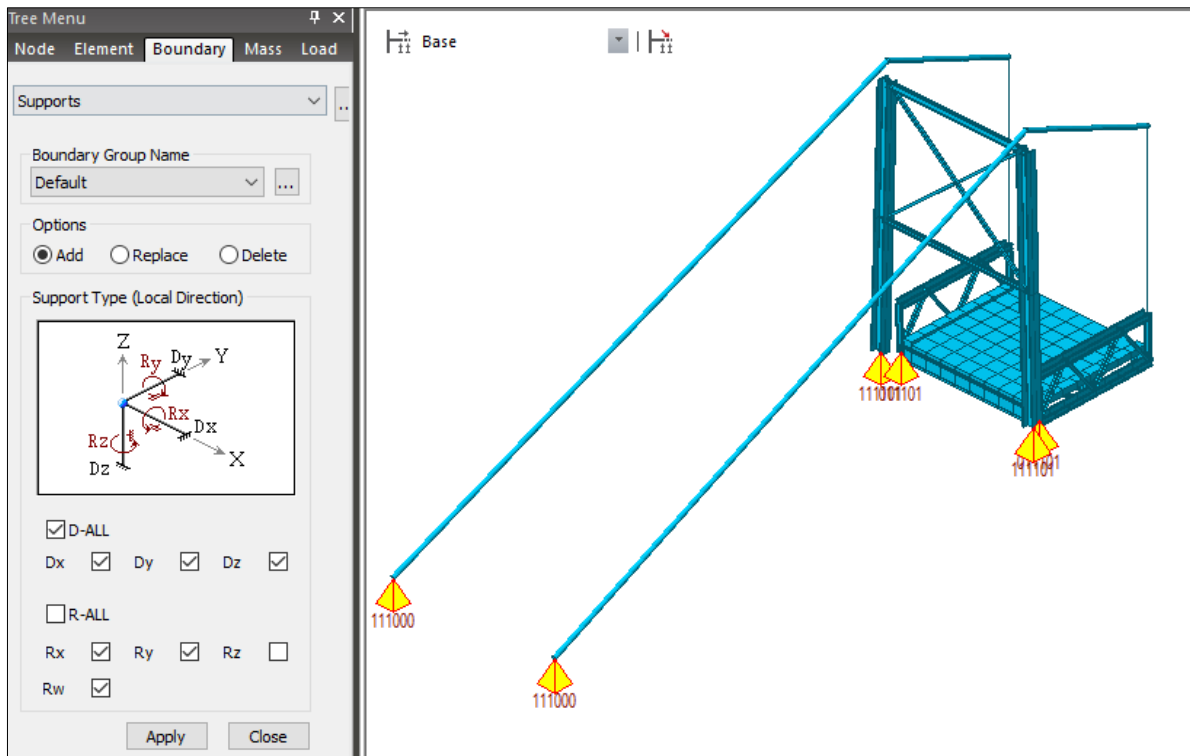 Tree Menu
Node Element Boundary Mass Load
Supports
..
Boundary Group Name
Default
...
Options
Add Replace Delete
Support Type (Local Direction)
Z
Dy Y
Ry
Rx
Dx
Rz
X
Dz
D-ALL
Dx Dy Dz
R-ALL
Rx Ry Rz
Rw
Apply Close
Base
111101
111000
111000